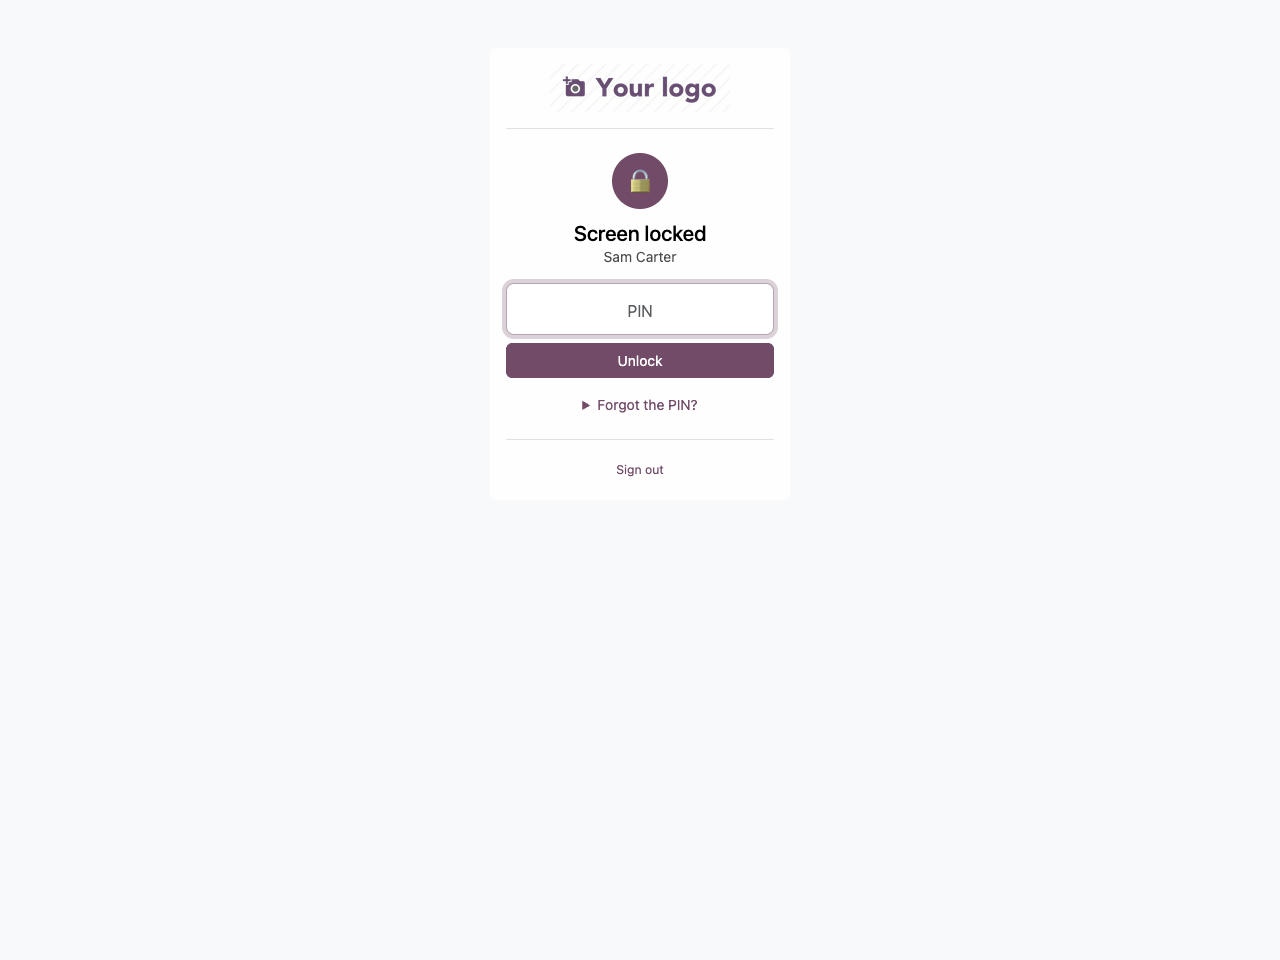 Your logo
Screen locked
Sam Carter
PIN
Unlock
Forgot the PIN?
Sign out